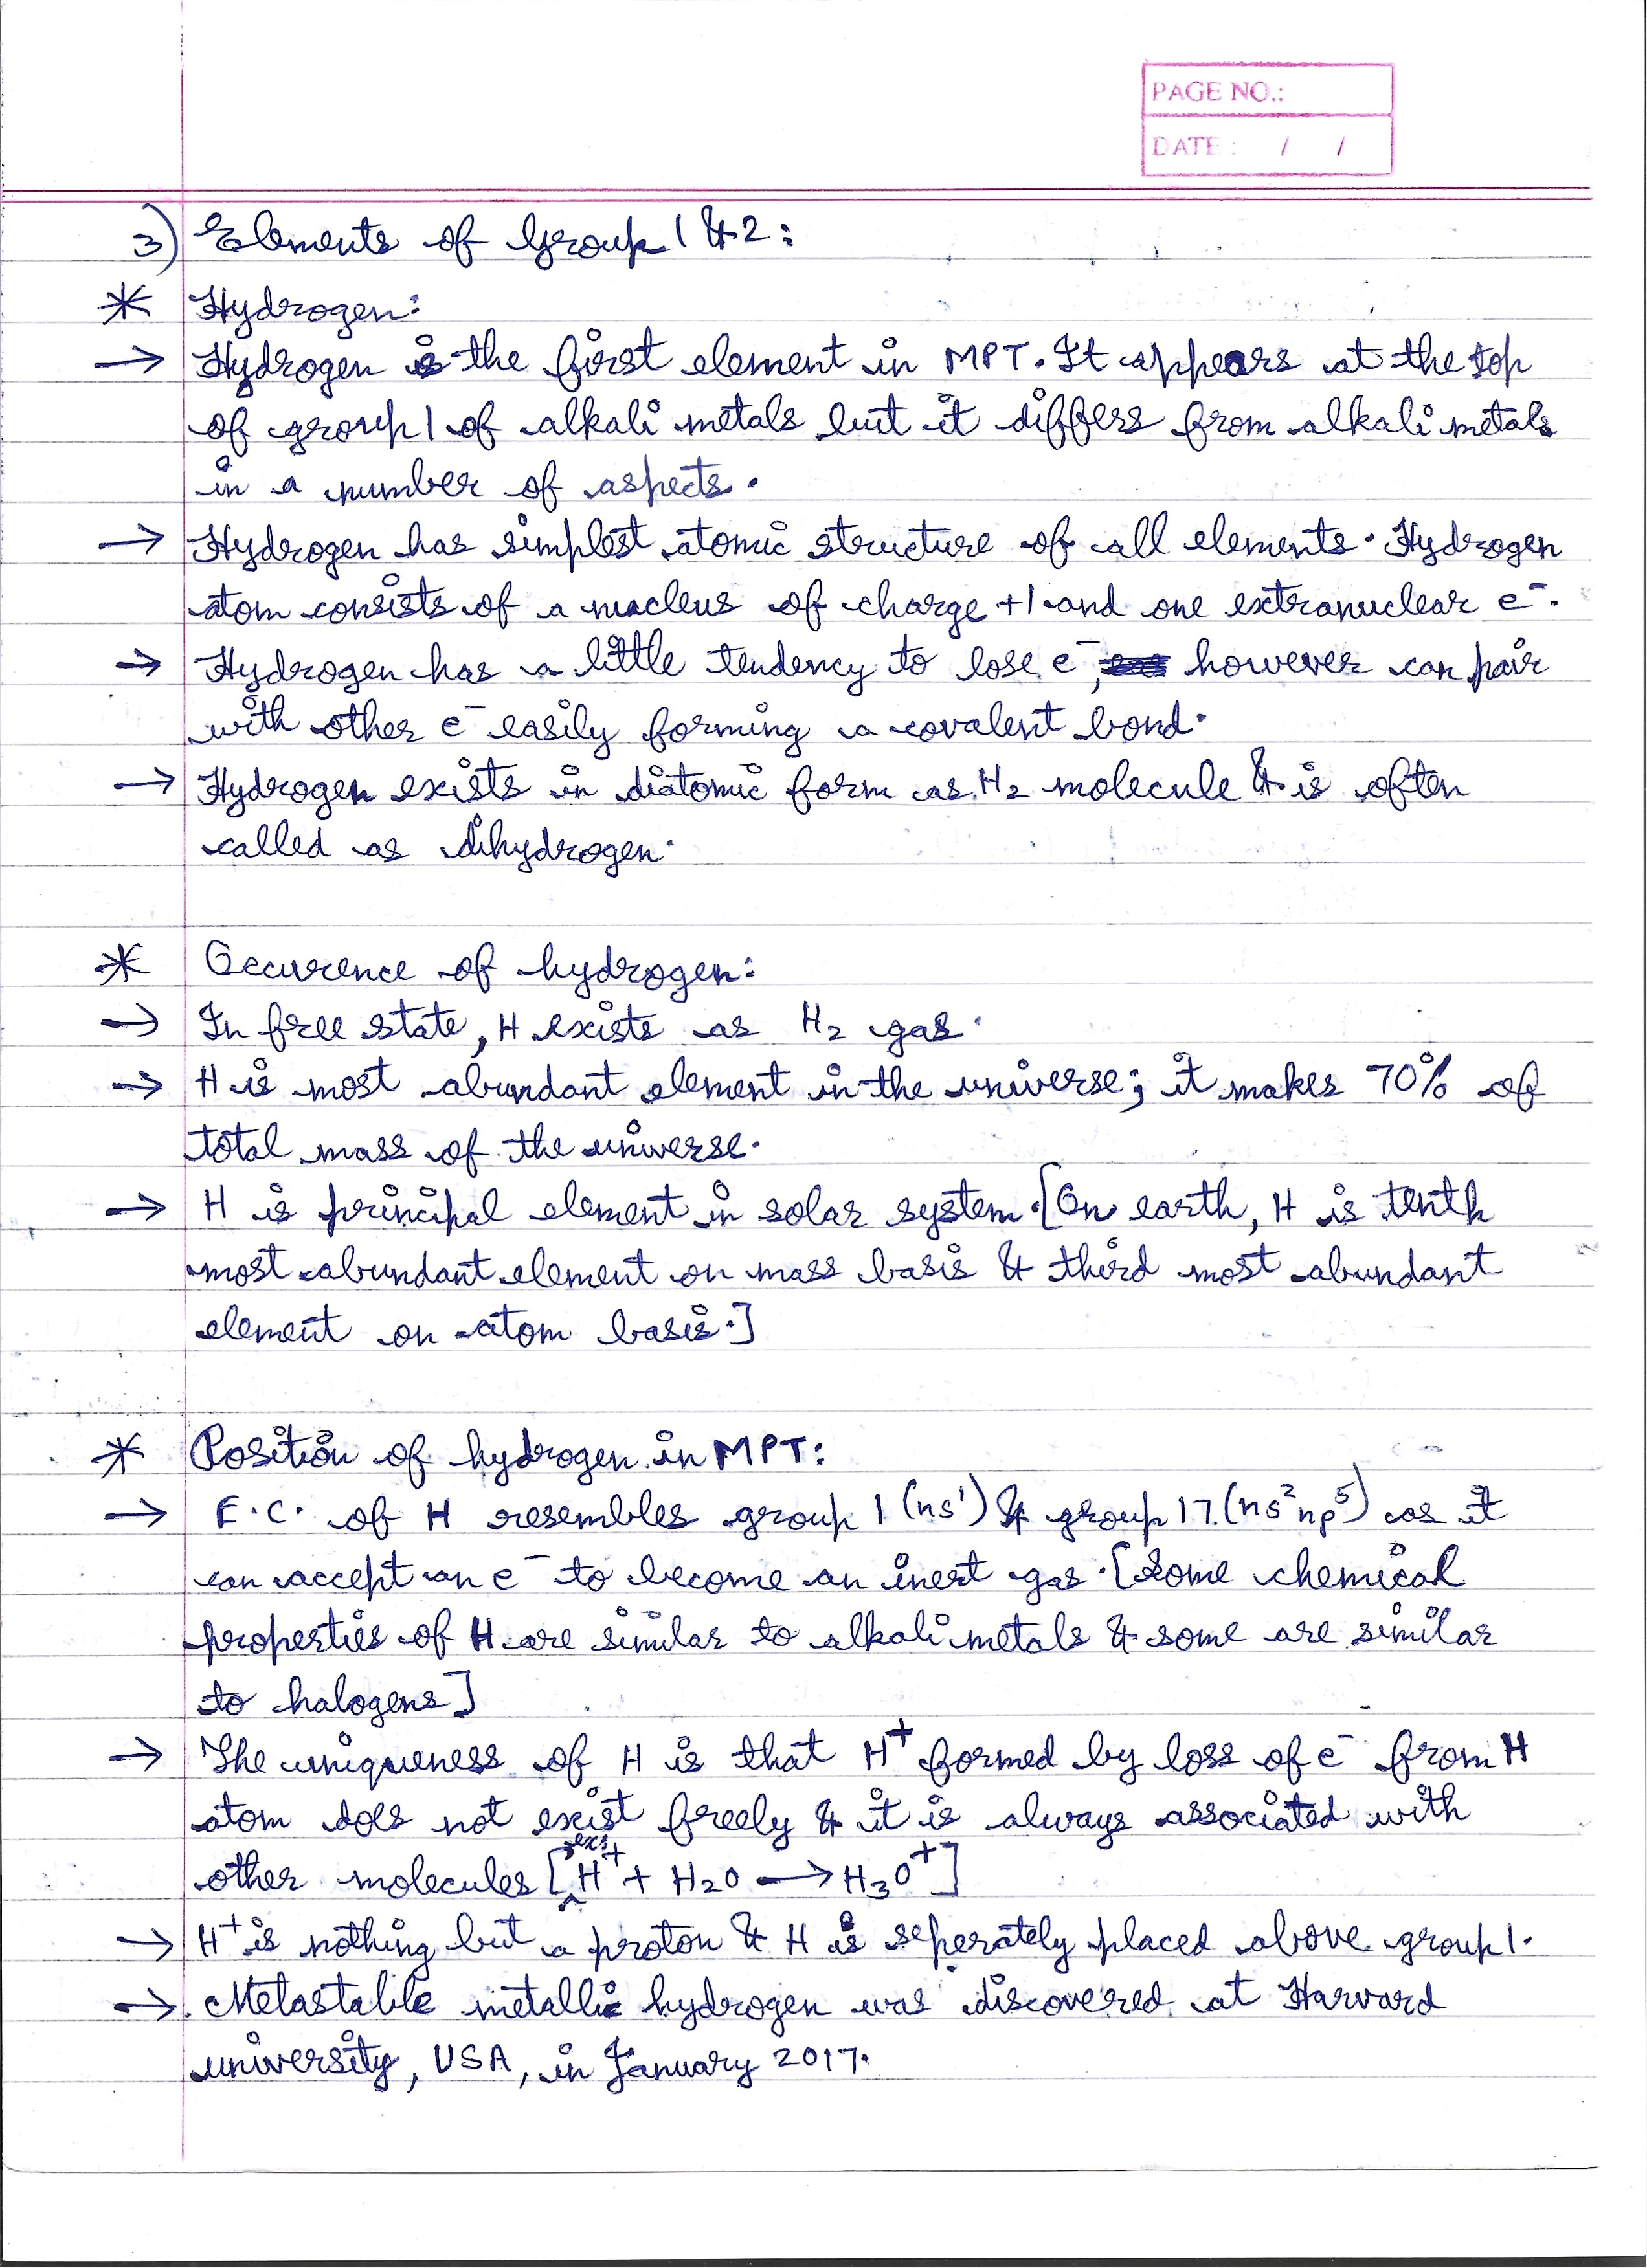 PAGE NO.:
DATE : / /
3) Elements of Group 1 & 2:
* Hydrogen:
→ Hydrogen is the first element in MPT. It appears at the top
of group 1 of alkali metals but it differs from alkali metals
in a number of aspects.
→ Hydrogen has simplest atomic structure of all elements. Hydrogen
atom consists of a nucleus of charge +1 and one extranuclear e⁻.
→ Hydrogen has a little tendency to lose e⁻, however can pair
with other e⁻ easily forming a covalent bond.
→ Hydrogen exists in diatomic form as H₂ molecule & is often
called as dihydrogen.
* Occurence of hydrogen:
→ In free state, H exists as H₂ gas.
→ H is most abundant element in the universe; it makes 70% of
total mass of the universe.
→ H is principal element in solar system. [On earth, H is tenth
most abundant element on mass basis & third most abundant
element on atom basis.]
* Position of hydrogen in MPT:
→ E.C. of H resembles group 1 (ns¹) & group 17 (ns² np⁵) as it
can accept an e⁻ to become an inert gas. [Some chemical
properties of H are similar to alkali metals & some are similar
to halogens]
→ The uniqueness of H is that H⁺ formed by loss of e⁻ from H
atom does not exist freely & it is always associated with
other molecules [H⁺ + H₂O → H₃O⁺]
→ H⁺ is nothing but a proton & H is seperately placed above group 1.
→ Metastable metallic hydrogen was discovered at Harvard
university, USA, in January 2017.